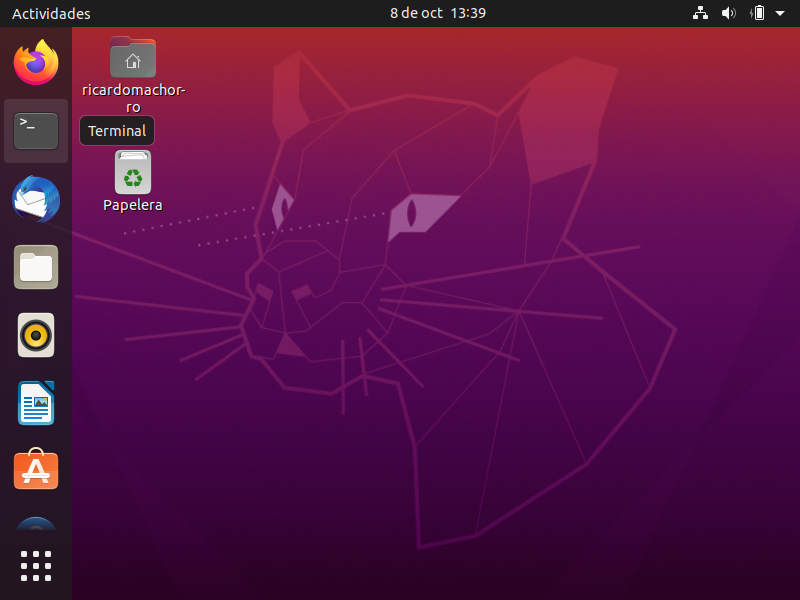 Actividades
8 de oct 13:39
ricardomachor-
ro
Terminal
Papelera